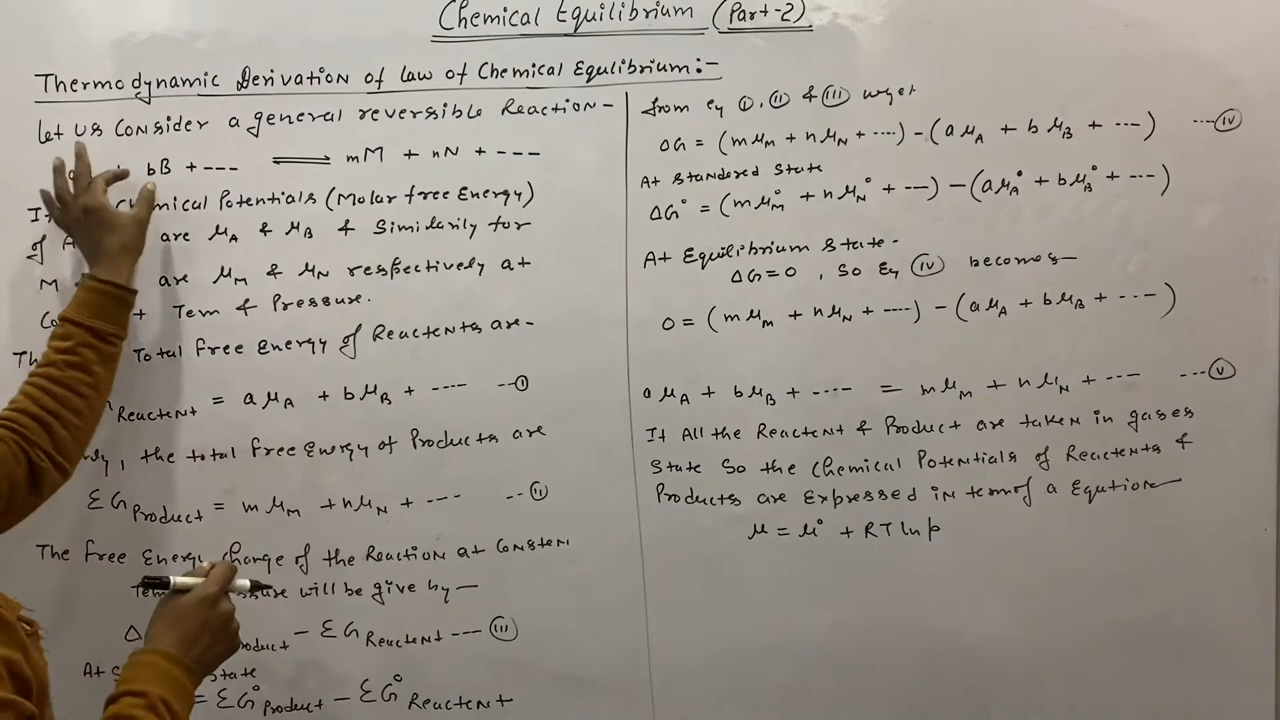 Chemical Equilibrium (Part-2)
Thermodynamic Derivation of Law of Chemical Equlibrium:-
Let us Consider a general reversible Reaction-
bB + --- ⇌ mM + nN + ---
Potentials (Molar free Energy)
of A are μA & μB & Similarily for
M are μM & μN respectively at
+ Tem & Pressure.
Total free energy of Reactents are-
Reactent = aμA + bμB + ---- --①
, the total free energy of Products are
ΣG Product = mμM + nμN + --- --Ⅱ
The free Energy change of the Reaction at
will be give by-
Δ - ΣG Reactent --- Ⅲ
At State
= ΣG° Product - ΣG° Reactent
from eq Ⅰ, Ⅱ & Ⅲ we get
ΔG = (mμM + nμN + ----) - (aμA + bμB + ---) ---Ⅳ
At Standered State
ΔG° = (mμ°M + nμ°N + ---) - (aμ°A + bμ°B + ---)
At Equilibrium State-
ΔG=0, So Eq Ⅳ becomes-
0 = (mμM + nμN + ----) - (aμA + bμB + ----)
aμA + bμB + ---- = mμM + nμN + ---- ---Ⅴ
If All the Reactent & Product are taken in gases
State So the Chemical Potentials of Reactents &
Products are Expressed in term of a Eqution
μ = μ° + RT ln p